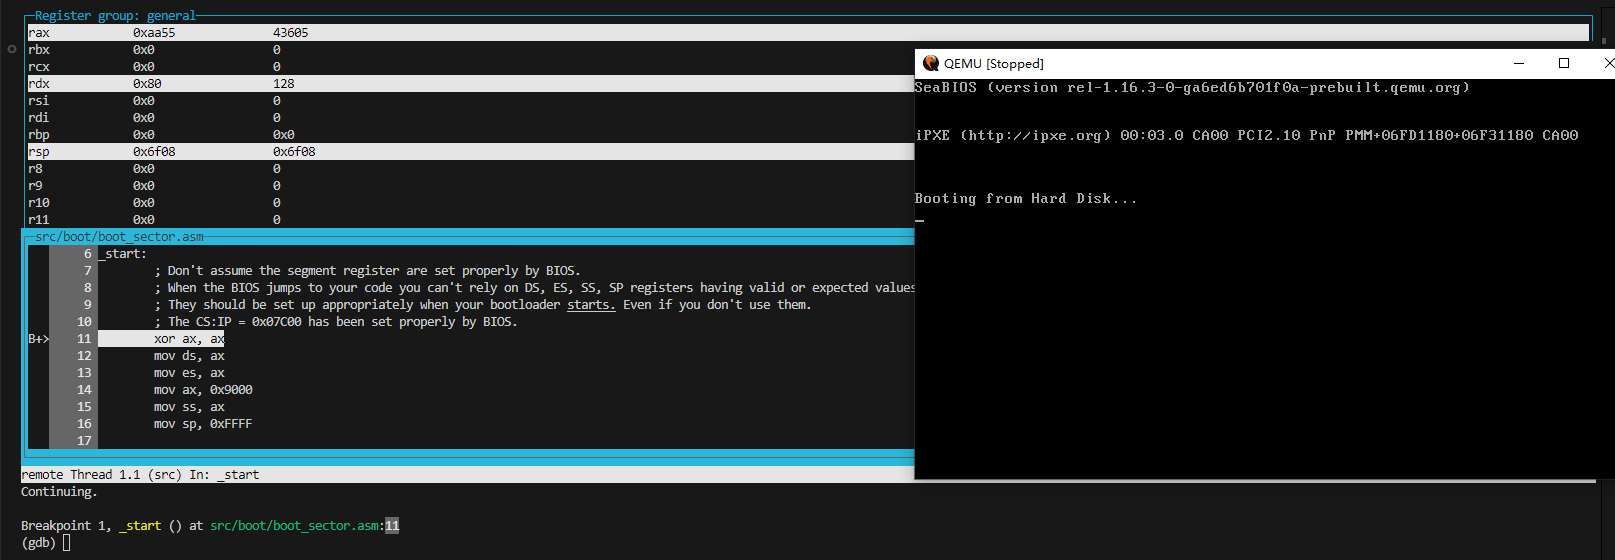 Register group: general
rax 0xaa55 43605
rbx 0x0 0
rcx 0x0 0
rdx 0x80 128
rsi 0x0 0
rdi 0x0 0
rbp 0x0 0x0
rsp 0x6f08 0x6f08
r8 0x0 0
r9 0x0 0
r10 0x0 0
r11 0x0 0
src/boot/boot_sector.asm
6 _start:
7 ; Don't assume the segment register are set properly by BIOS.
8 ; When the BIOS jumps to your code you can't rely on DS, ES, SS, SP registers having valid or expected values
9 ; They should be set up appropriately when your bootloader starts. Even if you don't use them.
10 ; The CS:IP = 0x07C00 has been set properly by BIOS.
B+> 11 xor ax, ax
12 mov ds, ax
13 mov es, ax
14 mov ax, 0x9000
15 mov ss, ax
16 mov sp, 0xFFFF
17
remote Thread 1.1 (src) In: _start
Continuing.
Breakpoint 1, _start () at src/boot/boot_sector.asm:11
(gdb)
QEMU [Stopped]
SeaBIOS (version rel-1.16.3-0-ga6ed6b701f0a-prebuilt.qemu.org)
iPXE (http://ipxe.org) 00:03.0 CA00 PCI2.10 PnP PMM+06FD1180+06F31180 CA00
Booting from Hard Disk...